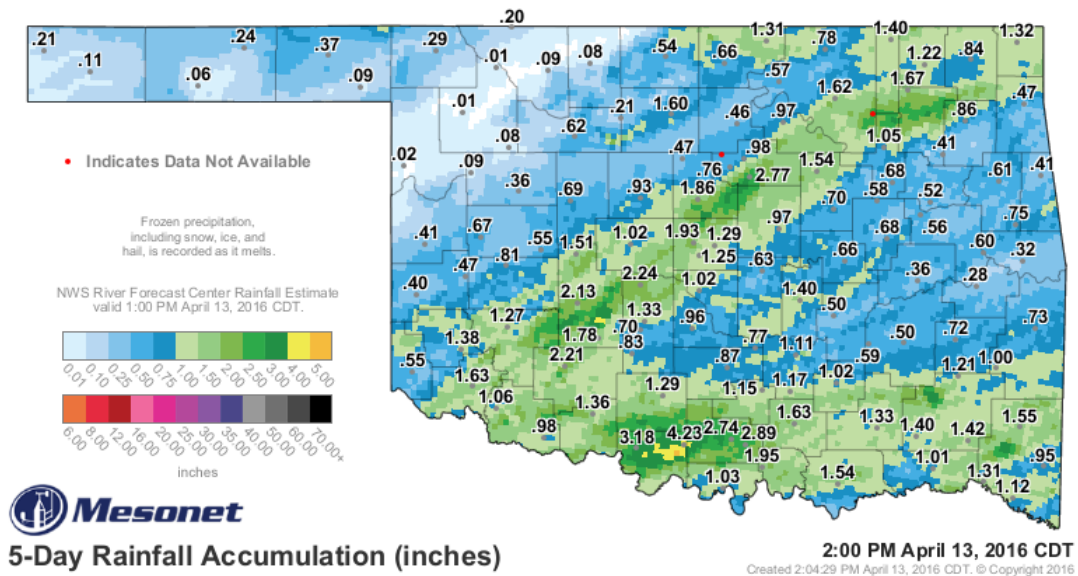 .20
.21 .24 .37 .29 .01 .09 .08 .54 .66 1.31 .78 1.40 1.22 .84 1.32
.11 .06 .09 .57 1.62 1.67 .47
.01 .62 .21 1.60 .46 .97 .86
.08 1.05 .41
.02 .09 .47 .98 1.54 .41
• Indicates Data Not Available
.36 .69 .93 .76 1.86 2.77 .68 .58 .52 .61
.70
Frozen precipitation,
including snow, ice, and
hail, is recorded as it melts.
.41 .67 .55 1.51 1.02 1.93 1.29 .97 .68 .56 .75
.47 .81 1.25 .63 .66 .60 .32
.40 2.13 2.24 1.02 1.40 .36 .28
NWS River Forecast Center Rainfall Estimate
valid 1:00 PM April 13, 2016 CDT.
1.27 1.33 .96 .50 .73
1.38 1.78 .70 .83 .77 1.11 .50 .72
.55 2.21 .87 .59 1.21 1.00
0.01 0.10 0.25 0.50 0.75 1.00 1.50 2.00 2.50 3.00 4.00 5.00
1.63 1.29 1.15 1.17 1.02
1.06 1.36 1.63 1.33 1.40 1.42 1.55
.98 3.18 4.23 2.74 2.89
6.00 8.00 12.00 16.00 20.00 25.00 30.00 35.00 40.00 50.00 60.00 70.00+
1.95 1.01 .95
inches
1.03 1.54 1.31
1.12
Mesonet
5-Day Rainfall Accumulation (inches)
2:00 PM April 13, 2016 CDT
Created 2:04:29 PM April 13, 2016 CDT. © Copyright 2016